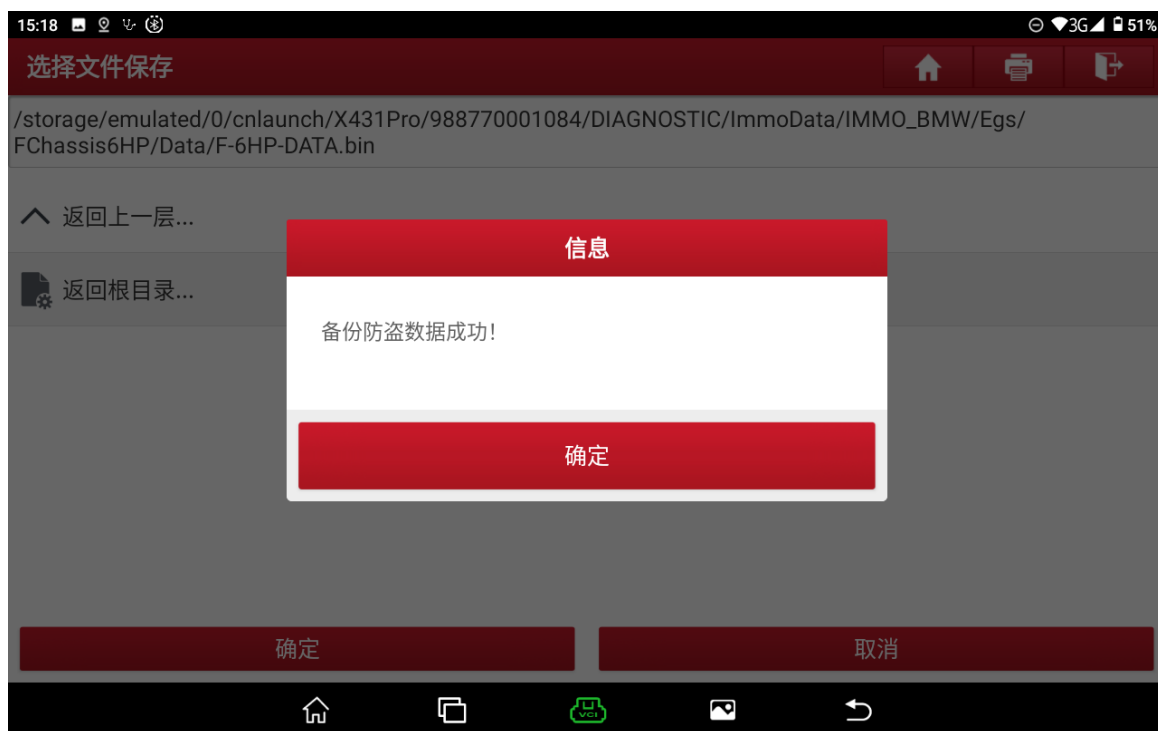 15:18
3G 51%
选择文件保存
/storage/emulated/0/cnlaunch/X431Pro/988770001084/DIAGNOSTIC/ImmoData/IMMO_BMW/Egs/
FChassis6HP/Data/F-6HP-DATA.bin
返回上一层...
信息
返回根目录...
备份防盗数据成功！
确定
确定
取消
VCI